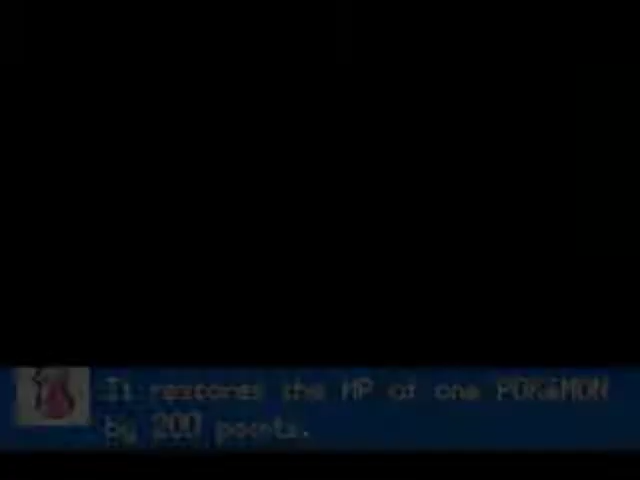 It restores the HP of one POKéMON
by 200 points.